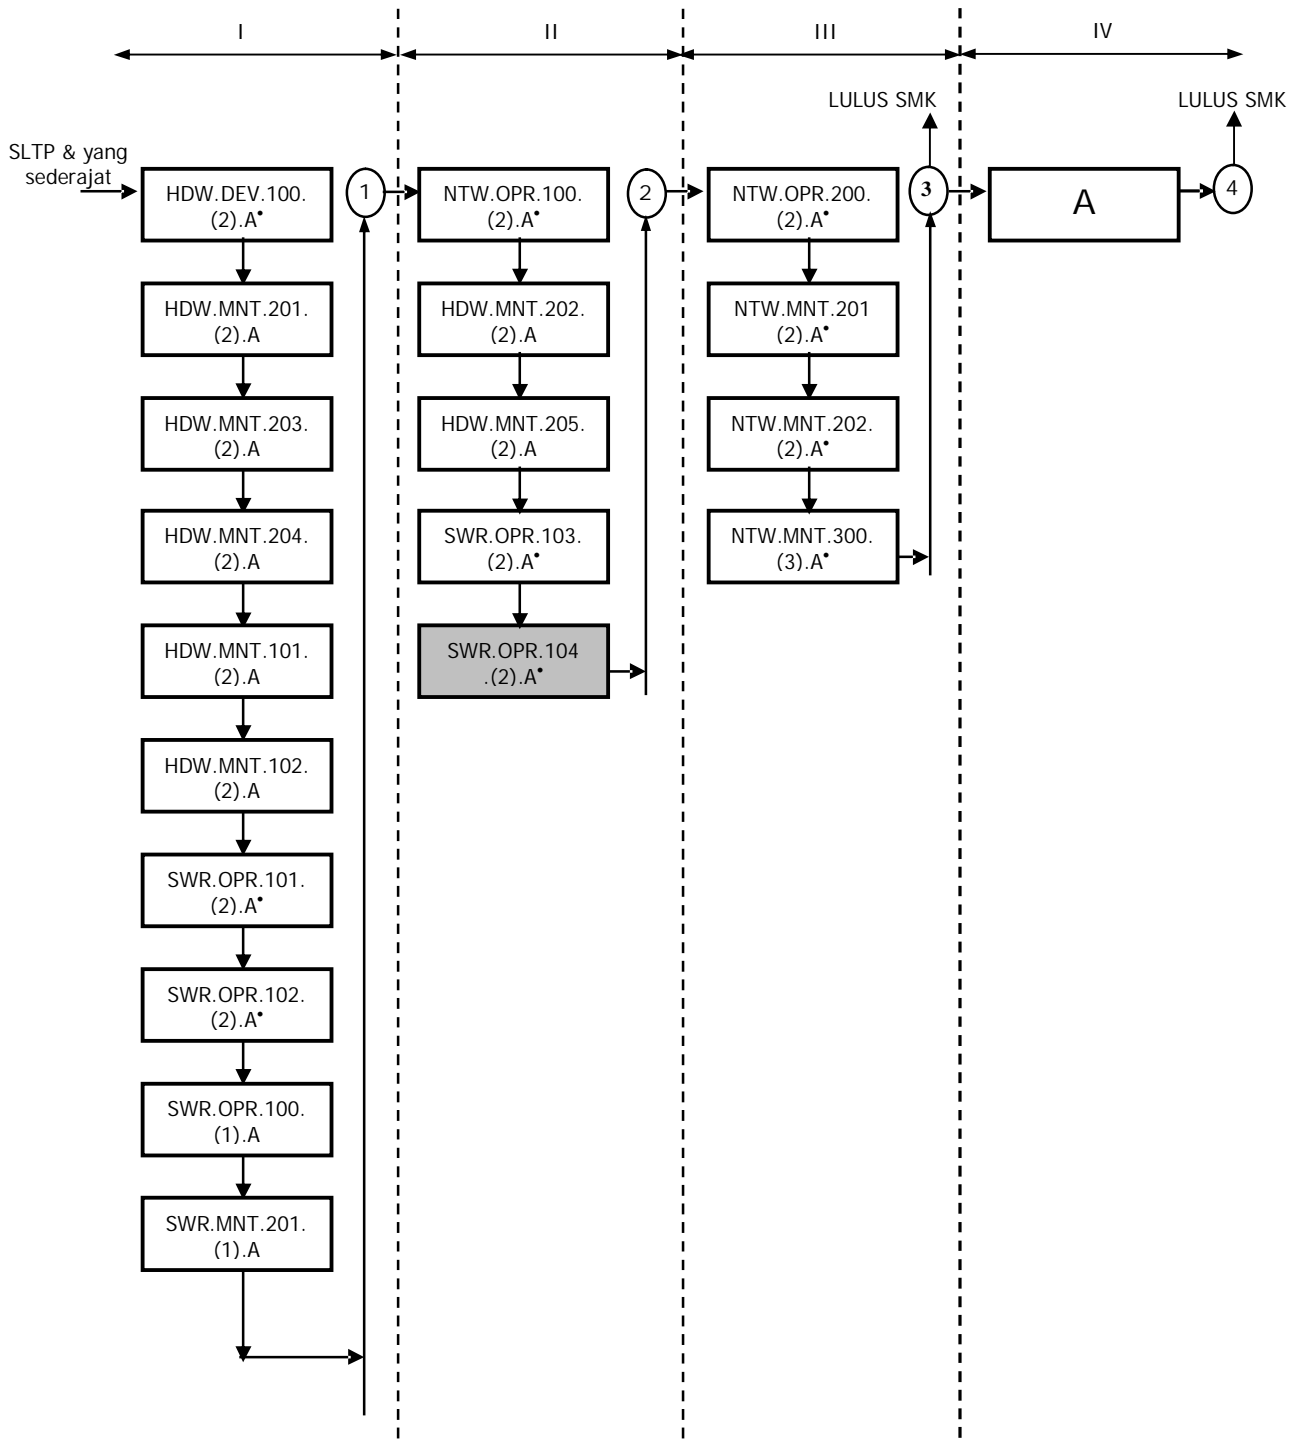 I
II
III
IV
LULUS SMK
LULUS SMK
SLTP & yang
sederajat
HDW.DEV.100.
(2).A•
1
NTW.OPR.100.
(2).A•
2
NTW.OPR.200.
(2).A•
3
A
4
HDW.MNT.201.
(2).A
HDW.MNT.202.
(2).A
NTW.MNT.201
(2).A•
HDW.MNT.203.
(2).A
HDW.MNT.205.
(2).A
NTW.MNT.202.
(2).A•
HDW.MNT.204.
(2).A
SWR.OPR.103.
(2).A•
NTW.MNT.300.
(3).A•
HDW.MNT.101.
(2).A
SWR.OPR.104
.(2).A•
HDW.MNT.102.
(2).A
SWR.OPR.101.
(2).A•
SWR.OPR.102.
(2).A•
SWR.OPR.100.
(1).A
SWR.MNT.201.
(1).A